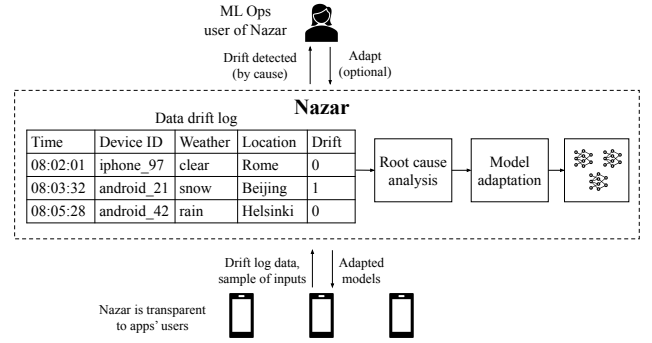 ML Ops
user of Nazar
Drift detected
(by cause)
Adapt
(optional)
Nazar
Data drift log
Time Device ID Weather Location Drift
08:02:01 iphone_97 clear Rome 0
08:03:32 android_21 snow Beijing 1
08:05:28 android_42 rain Helsinki 0
Root cause
analysis
Model
adaptation
Drift log data,
sample of inputs
Adapted
models
Nazar is transparent
to apps' users